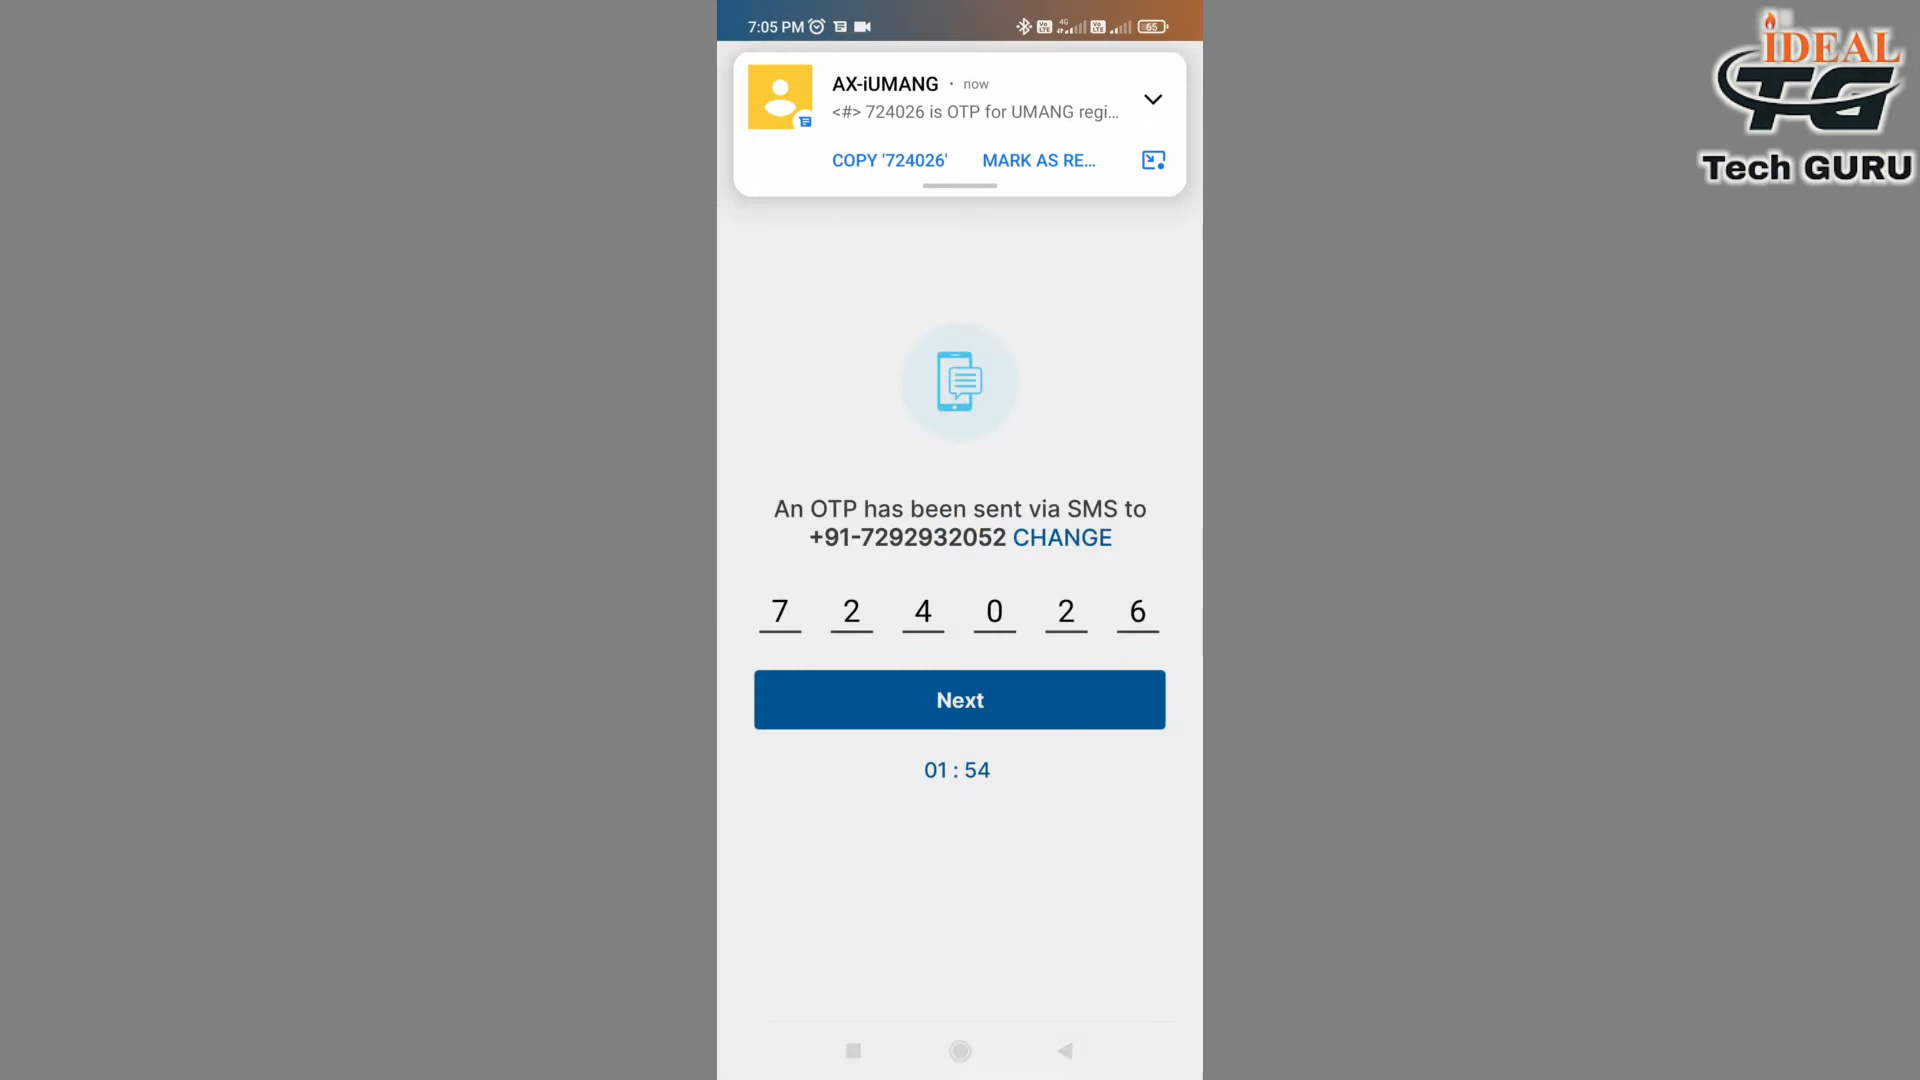 7:05 PM
65
AX-iUMANG · now
<#> 724026 is OTP for UMANG regi...
COPY '724026' MARK AS RE...
An OTP has been sent via SMS to
+91-7292932052 CHANGE
7 2 4 0 2 6
Next
01 : 54
iDEAL
TG
Tech GURU